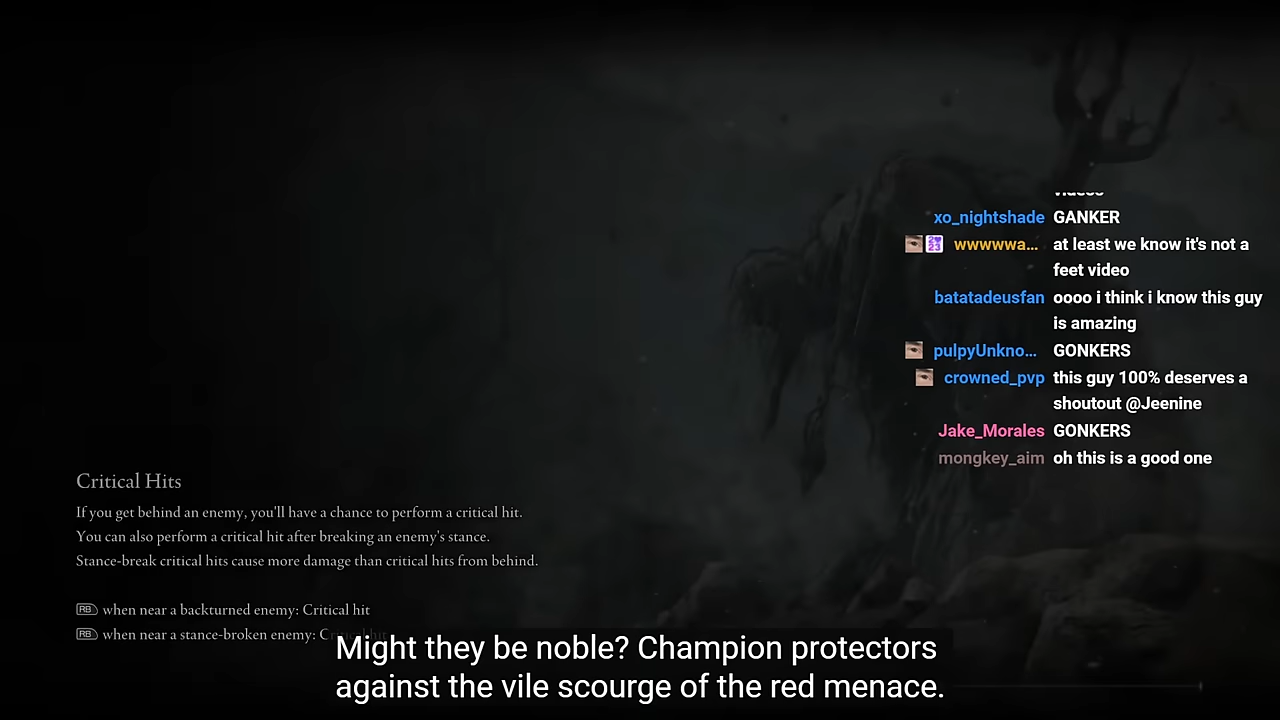 xo_nightshade GANKER
wwwwwa... at least we know it's not a
feet video
batatadeusfan oooo i think i know this guy
is amazing
pulpyUnkno... GONKERS
crowned_pvp this guy 100% deserves a
shoutout @Jeenine
Jake_Morales GONKERS
mongkey_aim oh this is a good one
Critical Hits
If you get behind an enemy, you'll have a chance to perform a critical hit.
You can also perform a critical hit after breaking an enemy's stance.
Stance-break critical hits cause more damage than critical hits from behind.
RB when near a backturned enemy: Critical hit
RB when near a stance-broken enemy: Critical hit
Might they be noble? Champion protectors
against the vile scourge of the red menace.